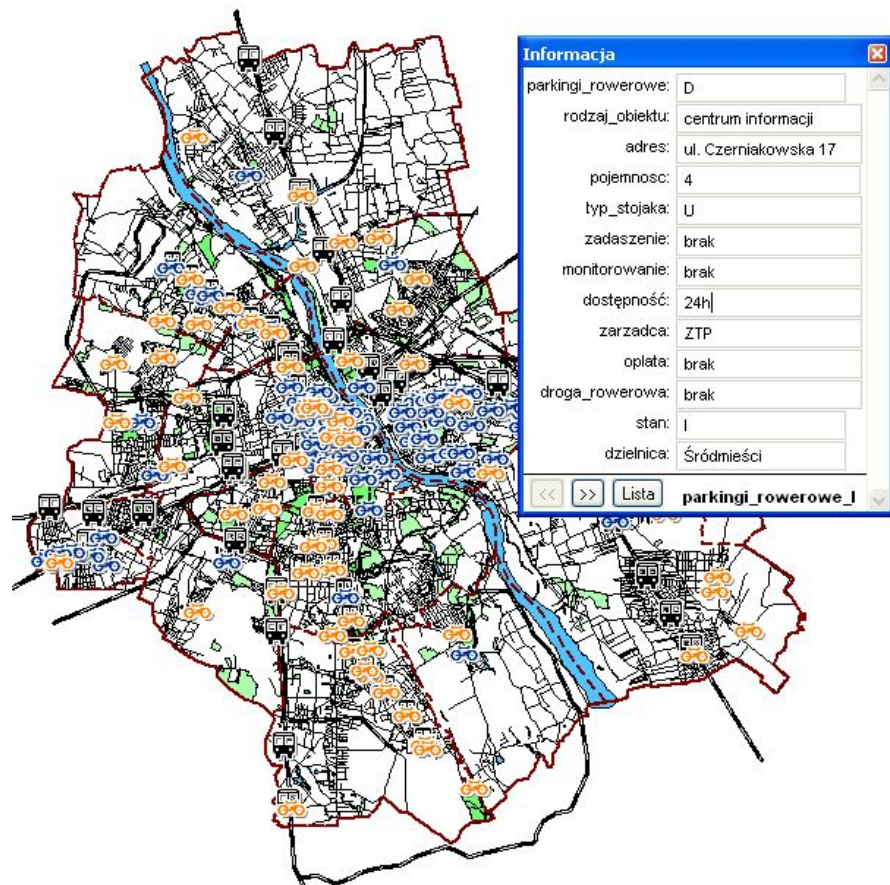 Informacja
parkingi_rowerowe: D
rodzaj_obiektu: centrum informacji
adres: ul. Czerniakowska 17
pojemnosc: 4
typ_stojaka: U
zadaszenie: brak
monitorowanie: brak
dostępność: 24h
zarzadca: ZTP
oplata: brak
droga_rowerowa: brak
stan: I
dzielnica: Śródmieści
<< >> Lista parkingi_rowerowe_l